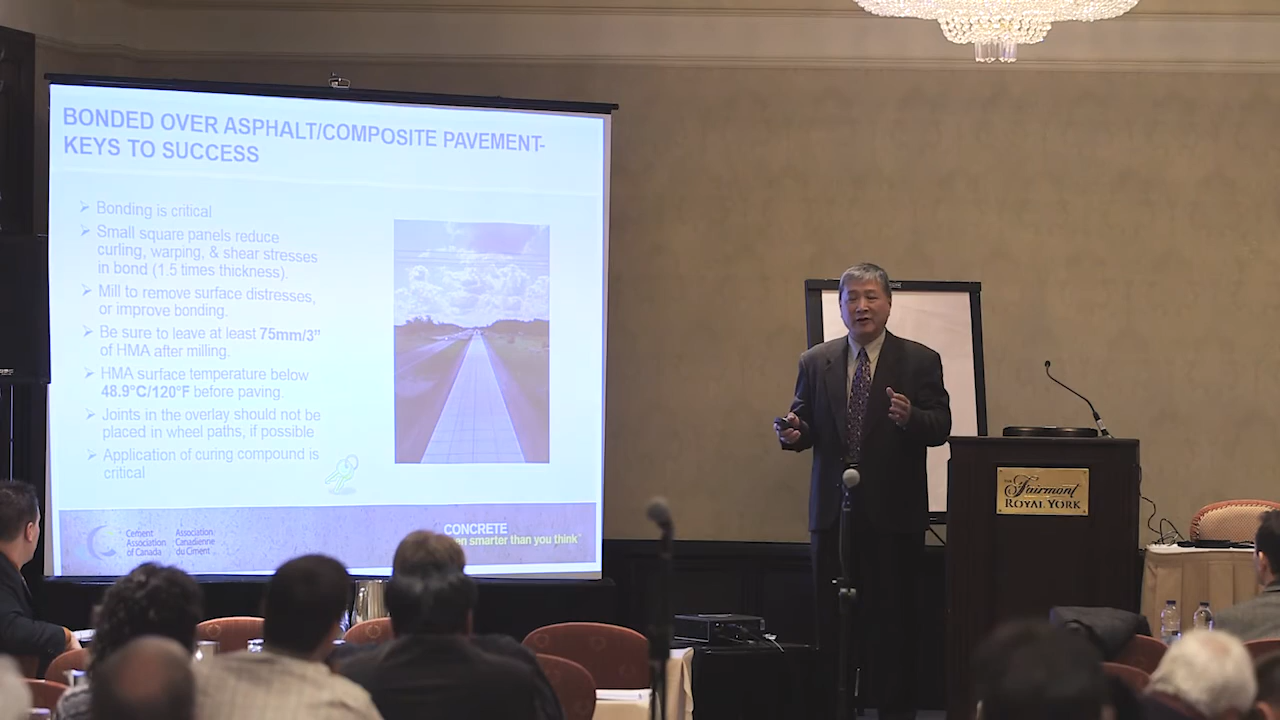 BONDED OVER ASPHALT/COMPOSITE PAVEMENT-
KEYS TO SUCCESS
Bonding is critical
Small square panels reduce
curling, warping, & shear stresses
in bond (1.5 times thickness).
Mill to remove surface distresses,
or improve bonding.
Be sure to leave at least 75mm/3”
of HMA after milling.
HMA surface temperature below
48.9°C/120°F before paving.
Joints in the overlay should not be
placed in wheel paths, if possible
Application of curing compound is
critical
Cement
Association
of Canada
Association
Canadienne
du Ciment
CONCRETE
smarter than you think
Fairmont
ROYAL YORK